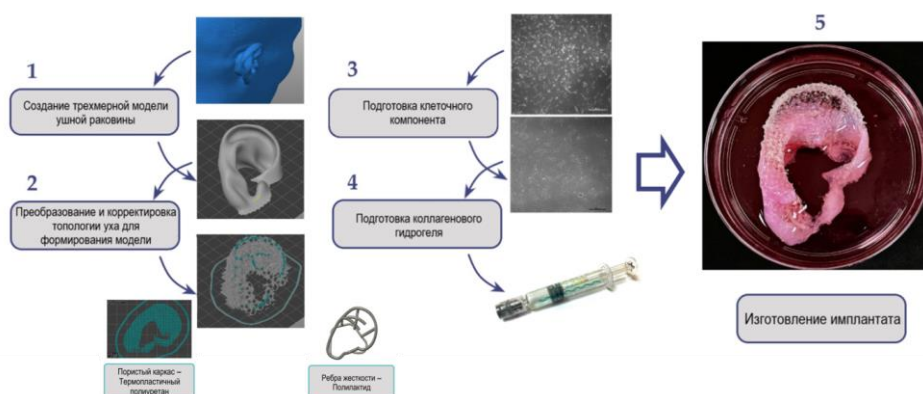 1
Создание трехмерной модели
ушной раковины
2
Преобразование и корректировка
топологии уха для
формирования модели
Пористый каркас –
Термопластичный
полиуретан
Ребра жесткости –
Полилактид
3
Подготовка клеточного
компонента
4
Подготовка коллагенового
гидрогеля
5
Изготовление имплантата